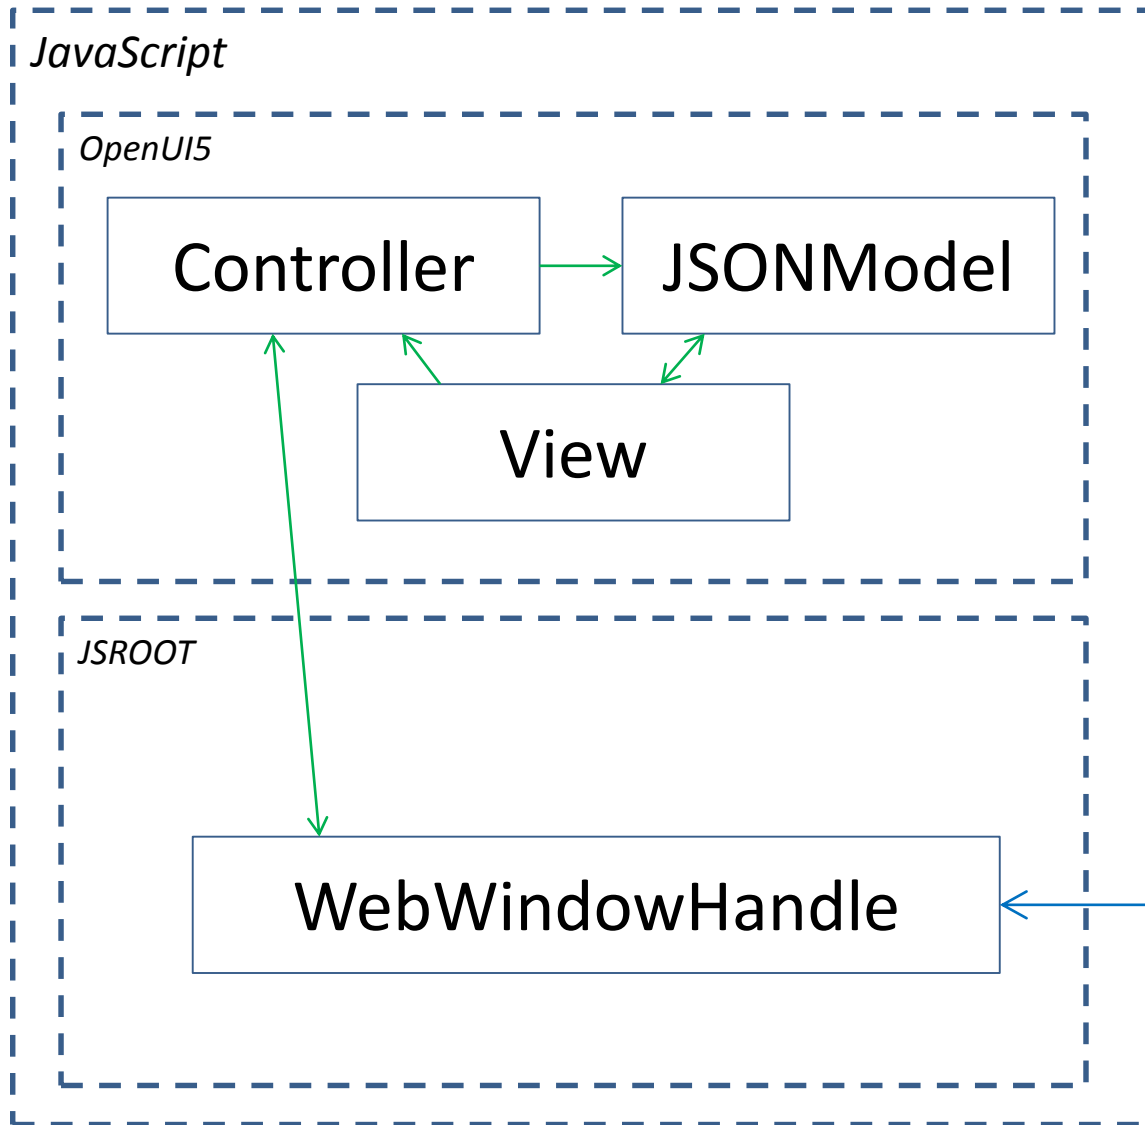 JavaScript
OpenUI5
Controller
JSONModel
View
JSROOT
WebWindowHandle